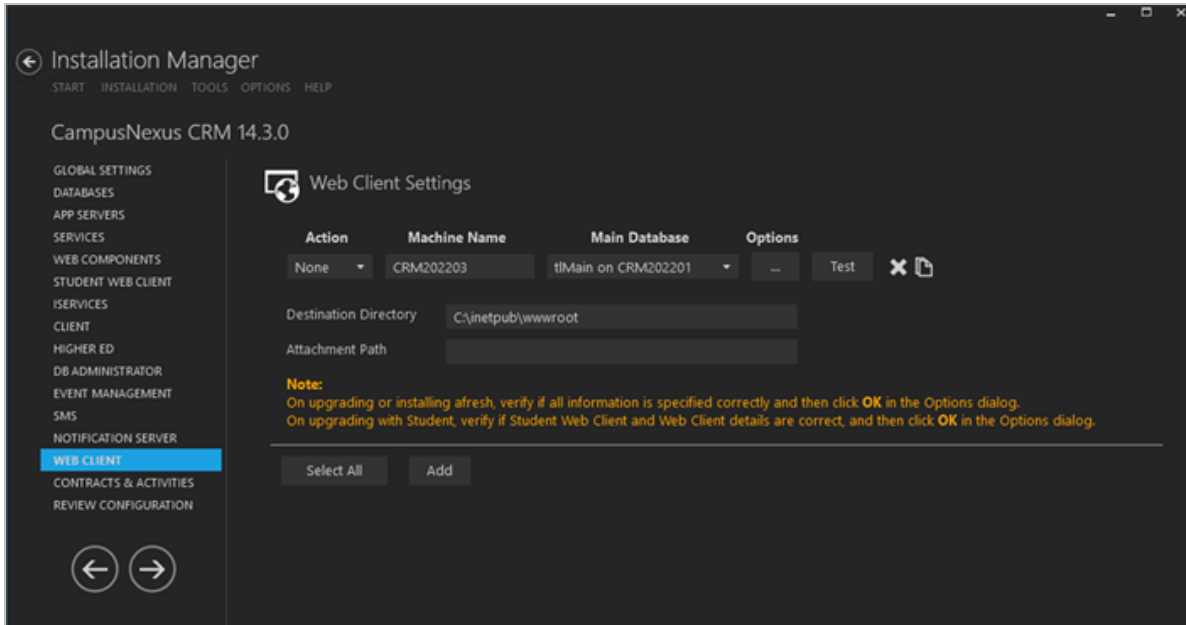 Installation Manager
START INSTALLATION TOOLS OPTIONS HELP
CampusNexus CRM 14.3.0
GLOBAL SETTINGS
DATABASES
APP SERVERS
SERVICES
WEB COMPONENTS
STUDENT WEB CLIENT
ISERVICES
CLIENT
HIGHER ED
DB ADMINISTRATOR
EVENT MANAGEMENT
SMS
NOTIFICATION SERVER
WEB CLIENT
CONTRACTS & ACTIVITIES
REVIEW CONFIGURATION
Web Client Settings
Action Machine Name Main Database Options
None CRM202203 tlMain on CRM202201 ... Test
Destination Directory C:\inetpub\wwwroot
Attachment Path
Note:
On upgrading or installing afresh, verify if all information is specified correctly and then click OK in the Options dialog.
On upgrading with Student, verify if Student Web Client and Web Client details are correct, and then click OK in the Options dialog.
Select All Add